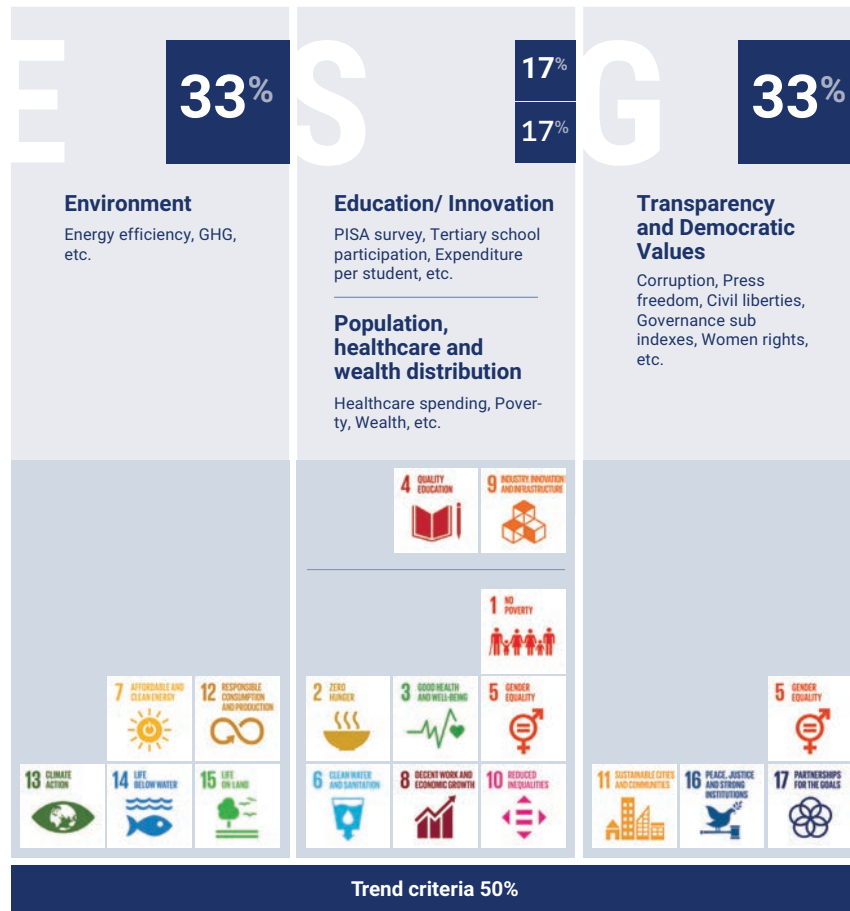 E
33%
Environment
Energy efficiency, GHG,
etc.
S
17%
17%
Education/ Innovation
PISA survey, Tertiary school
participation, Expenditure
per student, etc.
Population,
healthcare and
wealth distribution
Healthcare spending, Pover-
ty, Wealth, etc.
G
33%
Transparency
and Democratic
Values
Corruption, Press
freedom, Civil liberties,
Governance sub
indexes, Women rights,
etc.
7 AFFORDABLE AND
CLEAN ENERGY
12 RESPONSIBLE
CONSUMPTION
AND PRODUCTION
13 CLIMATE
ACTION
14 LIFE
BELOW WATER
15 LIFE
ON LAND
4 QUALITY
EDUCATION
9 INDUSTRY, INNOVATION
AND INFRASTRUCTURE
1 NO
POVERTY
2 ZERO
HUNGER
3 GOOD HEALTH
AND WELL-BEING
5 GENDER
EQUALITY
6 CLEAN WATER
AND SANITATION
8 DECENT WORK AND
ECONOMIC GROWTH
10 REDUCED
INEQUALITIES
5 GENDER
EQUALITY
11 SUSTAINABLE CITIES
AND COMMUNITIES
16 PEACE, JUSTICE
AND STRONG
INSTITUTIONS
17 PARTNERSHIPS
FOR THE GOALS
Trend criteria 50%